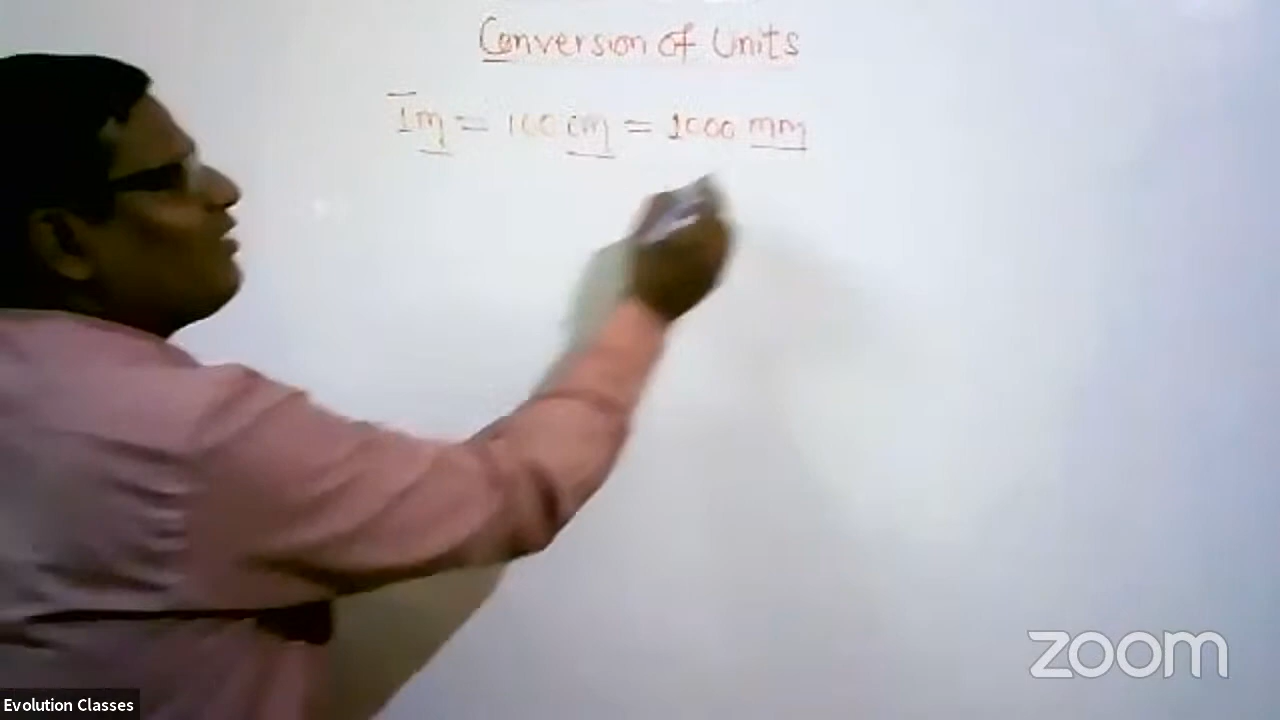 Conversion of Units
1m = 100 cm = 1000 mm
zoom
Evolution Classes